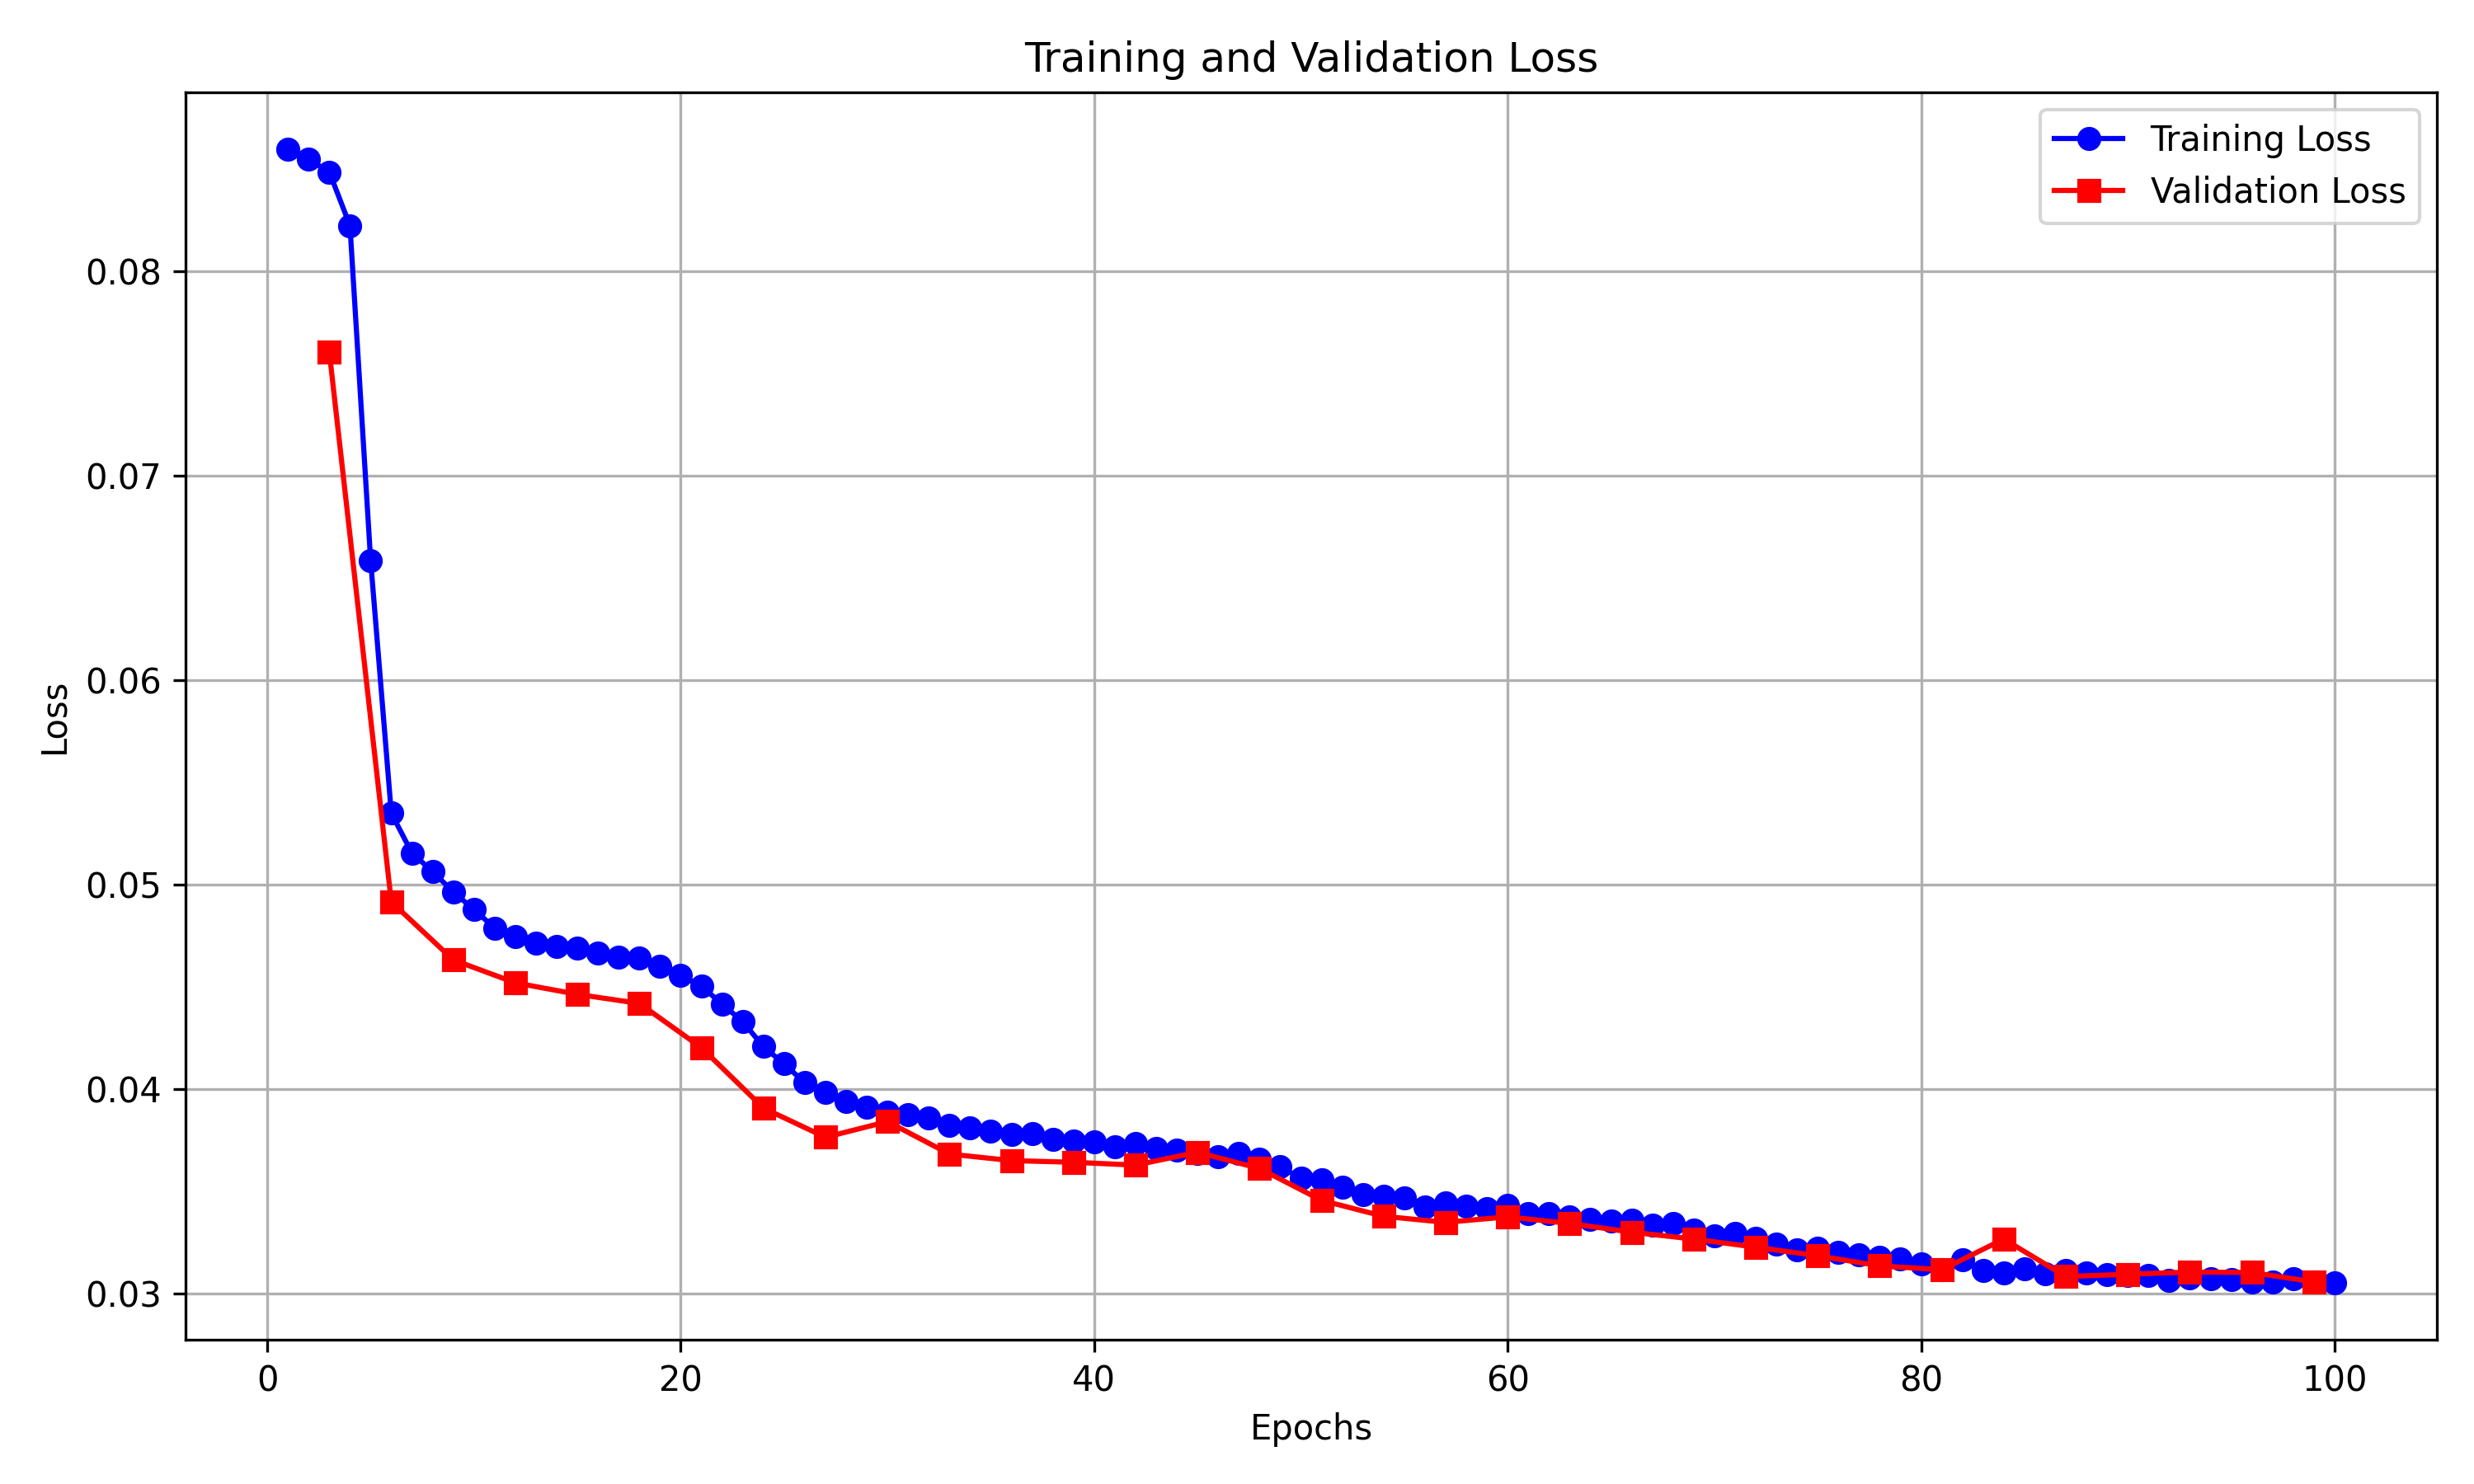 Training and Validation Loss
Training Loss
Validation Loss
0.08
0.07
0.06
0.05
0.04
0.03
Loss
0 20 40 60 80 100
Epochs